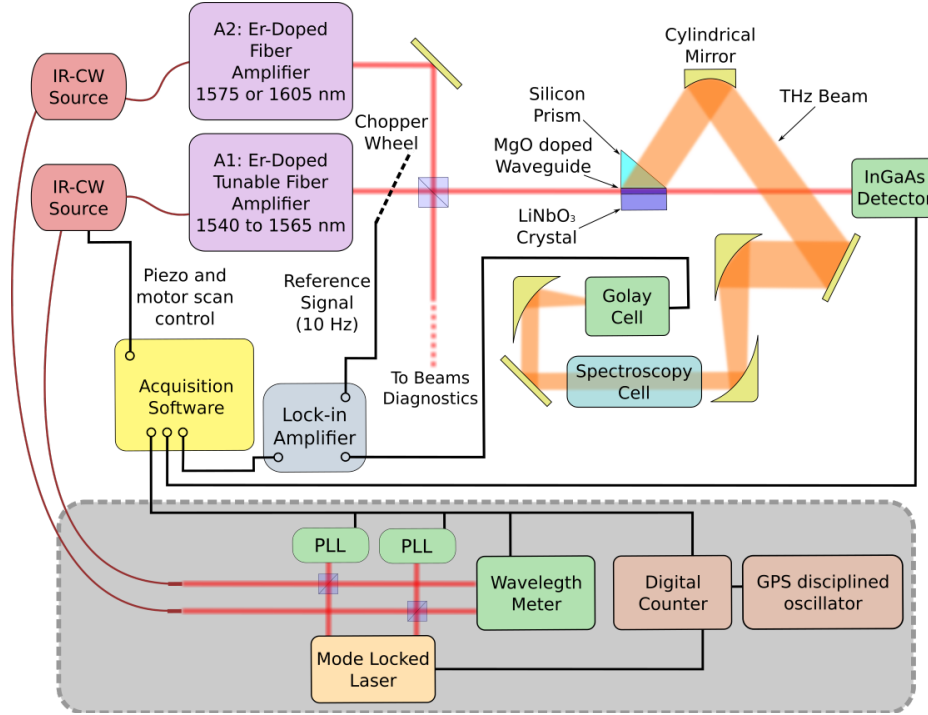 A2: Er-Doped
Fiber
Amplifier
1575 or 1605 nm
IR-CW
Source
Cylindrical
Mirror
Silicon
Prism
THz Beam
Chopper
Wheel
MgO doped
Waveguide
A1: Er-Doped
Tunable Fiber
Amplifier
1540 to 1565 nm
IR-CW
Source
InGaAs
Detector
LiNbO₃
Crystal
Piezo and
motor scan
control
Reference
Signal
(10 Hz)
Golay
Cell
To Beams
Diagnostics
Spectroscopy
Cell
Acquisition
Software
Lock-in
Amplifier
PLL
PLL
Wavelegth
Meter
Digital
Counter
GPS disciplined
oscillator
Mode Locked
Laser